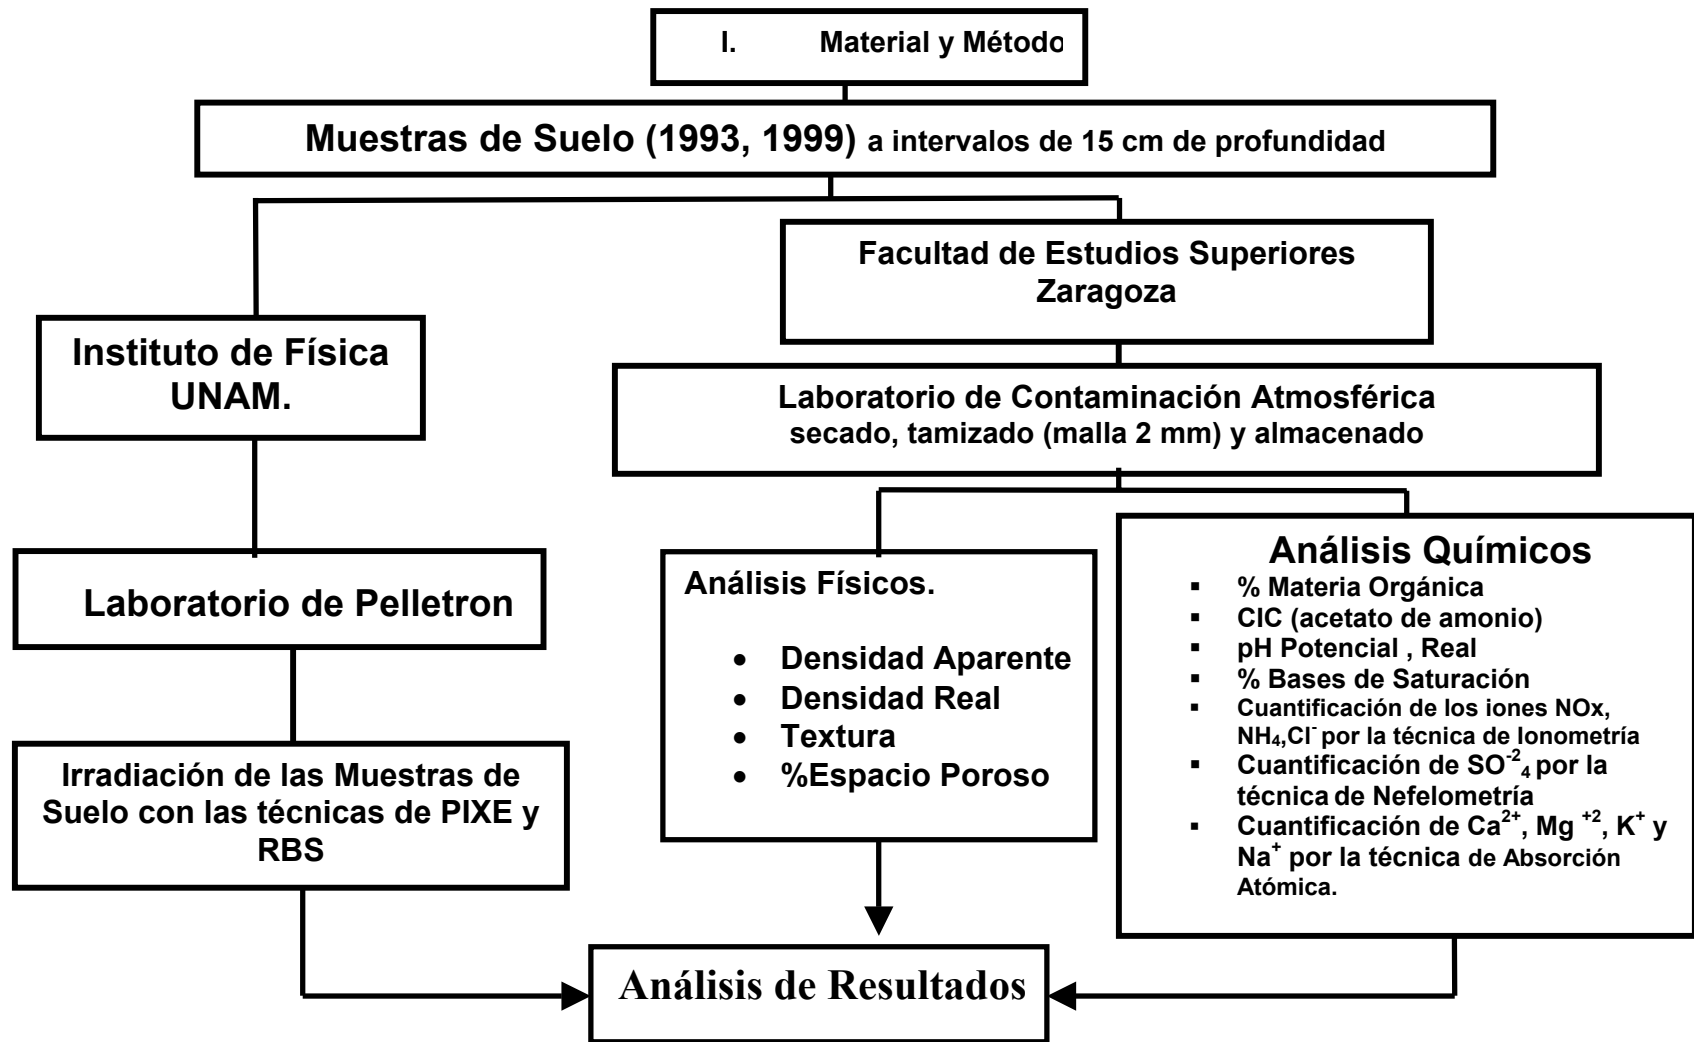 I. Material y Método
Muestras de Suelo (1993, 1999) a intervalos de 15 cm de profundidad
Facultad de Estudios Superiores
Zaragoza
Instituto de Física
UNAM.
Laboratorio de Contaminación Atmosférica
secado, tamizado (malla 2 mm) y almacenado
Laboratorio de Pelletron
Irradiación de las Muestras de
Suelo con las técnicas de PIXE y
RBS
Análisis Físicos.
• Densidad Aparente
• Densidad Real
• Textura
• %Espacio Poroso
Análisis Químicos
▪ % Materia Orgánica
▪ CIC (acetato de amonio)
▪ pH Potencial , Real
▪ % Bases de Saturación
▪ Cuantificación de los iones NOx,
NH₄,Cl⁻ por la técnica de Ionometría
▪ Cuantificación de SO⁻²₄ por la
técnica de Nefelometría
▪ Cuantificación de Ca²⁺, Mg ⁺², K⁺ y
Na⁺ por la técnica de Absorción
Atómica.
Análisis de Resultados